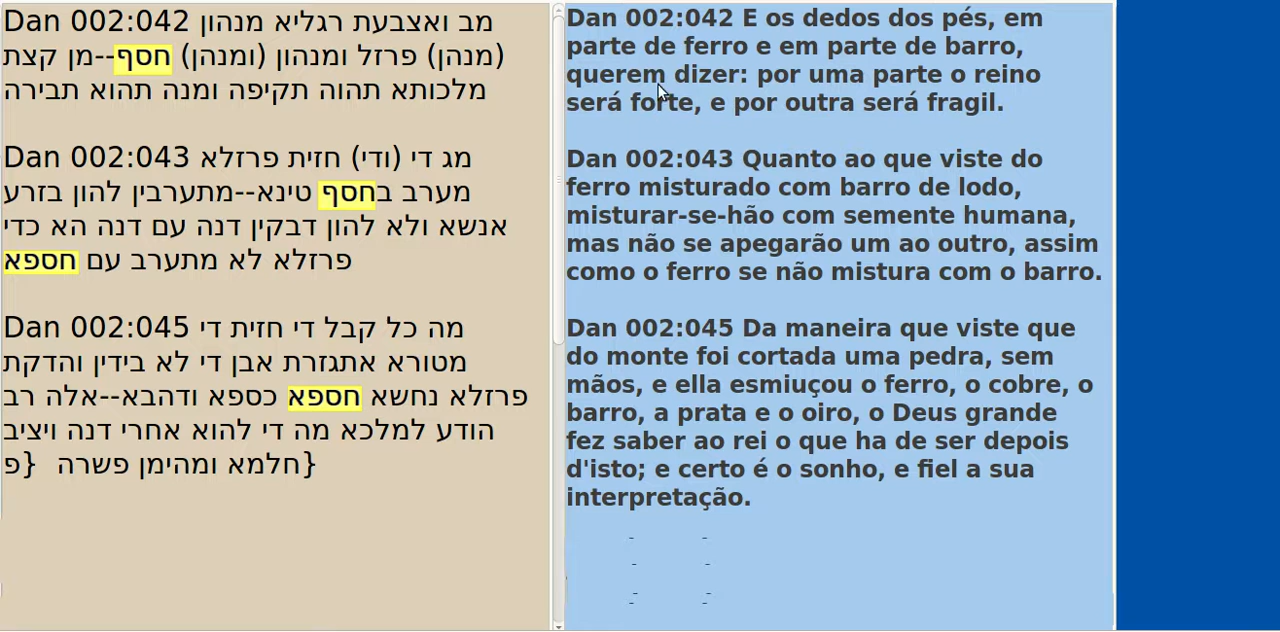 Dan 002:042 מב ואצבעת רגליא מנהון
(מנהן) פרזל ומנהון (ומנהן) חסף--מן קצת
מלכותא תהוה תקיפה ומנה תהוא תבירה
Dan 002:043 מג די (ודי) חזית פרזלא
מערב בחסף טינא--מתערבין להון בזרע
אנשא ולא להון דבקין דנה עם דנה הא כדי
פרזלא לא מתערב עם חספא
Dan 002:045 מה כל קבל די חזית די
מטורא אתגזרת אבן די לא בידין והדקת
פרזלא נחשא חספא כספא ודהבא--אלה רב
הודע למלכא מה די להוא אחרי דנה ויציב
חלמא ומהימן פשרה {פ}
Dan 002:042 E os dedos dos pés, em
parte de ferro e em parte de barro,
querem dizer: por uma parte o reino
será forte, e por outra será fragil.
Dan 002:043 Quanto ao que viste do
ferro misturado com barro de lodo,
misturar-se-hão com semente humana,
mas não se apegarão um ao outro, assim
como o ferro se não mistura com o barro.
Dan 002:045 Da maneira que viste que
do monte foi cortada uma pedra, sem
mãos, e ella esmiuçou o ferro, o cobre, o
barro, a prata e o oiro, o Deus grande
fez saber ao rei o que ha de ser depois
d'isto; e certo é o sonho, e fiel a sua
interpretação.